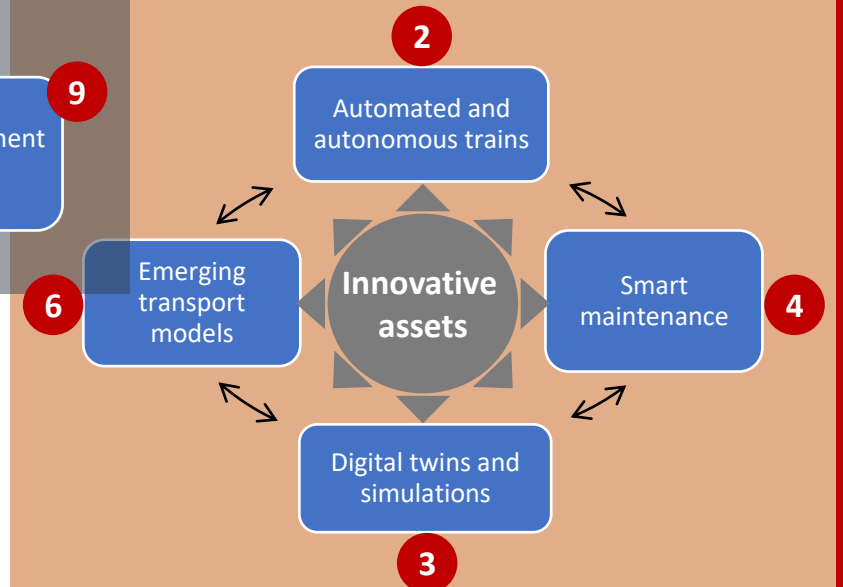 2
Automated and
autonomous trains
9
Emerging
transport
models
6
Innovative
assets
Smart
maintenance
4
Digital twins and
simulations
3